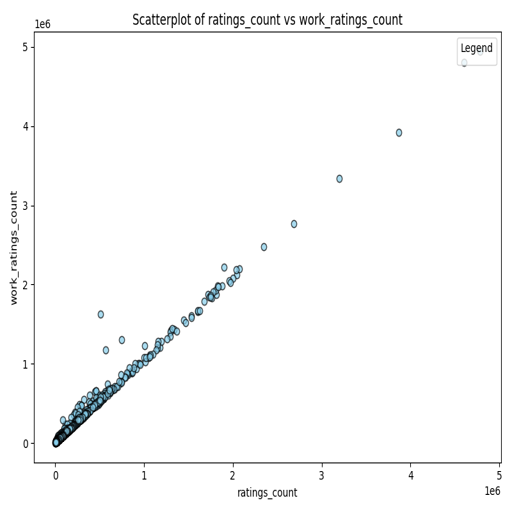 Scatterplot of ratings_count vs work_ratings_count
1e6
Legend
5
4
3
2
1
0
work_ratings_count
0 1 2 3 4 5
1e6
ratings_count